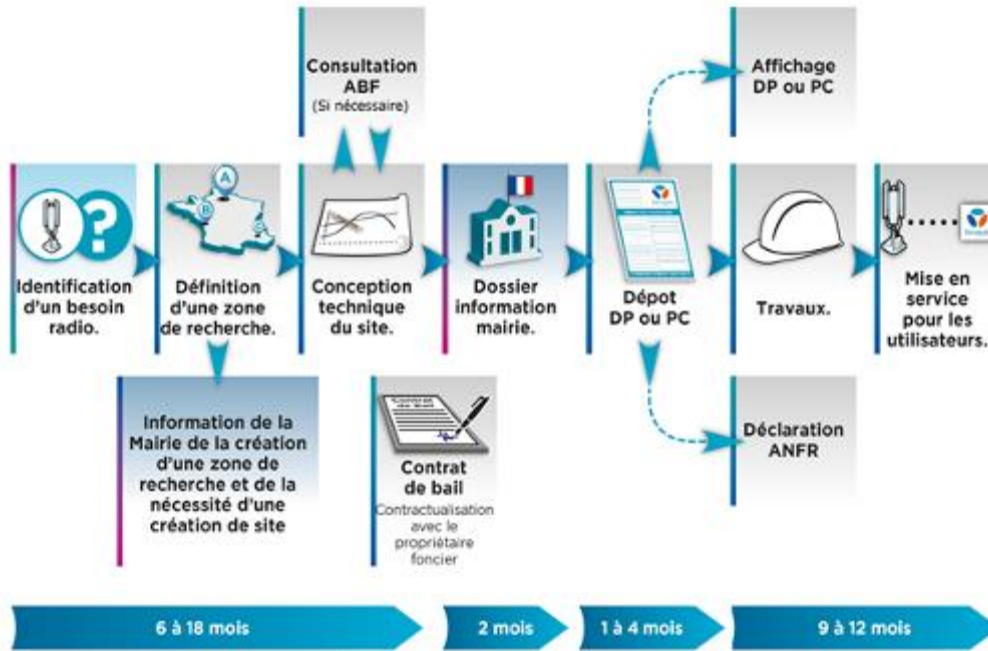 Consultation
ABF
(Si nécessaire)
Affichage
DP ou PC
A
B
C
Identification
d'un besoin
radio.
Définition
d'une zone
de recherche.
Conception
technique
du site.
Dossier
information
mairie.
Dépot
DP ou PC
Travaux.
Mise en
service
pour les
utilisateurs.
Information de la
Mairie de la création
d'une zone de
recherche et de la
nécessité d'une
création de site
Contrat
de bail
Contrat
de bail
Contractualisation
avec le
propriétaire
foncier
Déclaration
ANFR
6 à 18 mois
2 mois
1 à 4 mois
9 à 12 mois